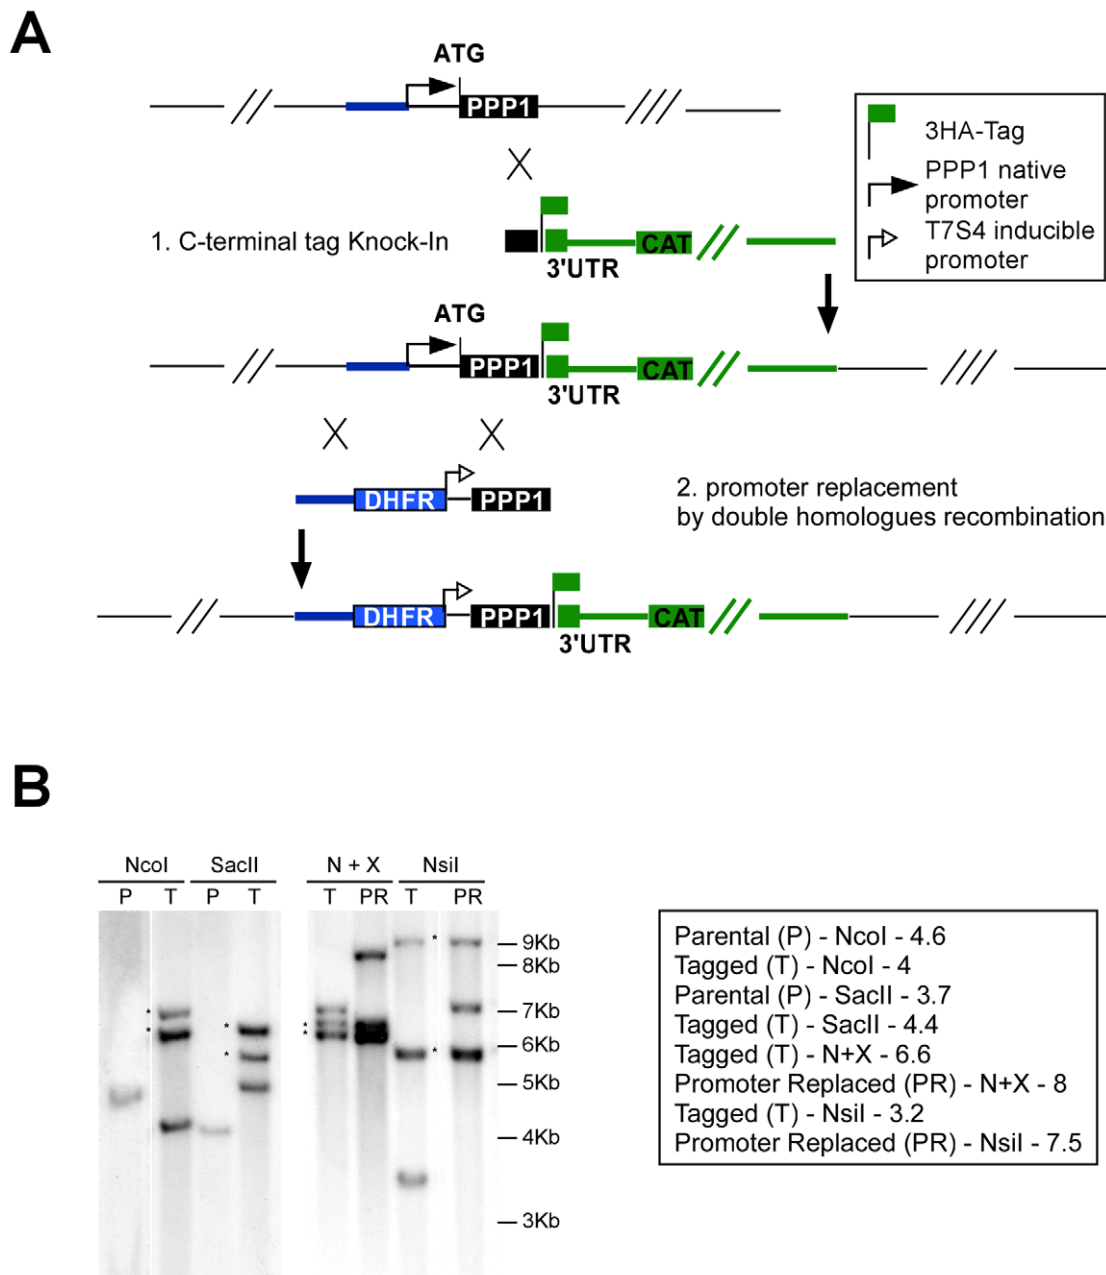 A
ATG
PPP1
3HA-Tag
PPP1 native
promoter
T7S4 inducible
promoter
1. C-terminal tag Knock-In
CAT
3'UTR
ATG
PPP1
CAT
3'UTR
DHFR
PPP1
2. promoter replacement
by double homologues recombination
DHFR
PPP1
CAT
3'UTR
B
NcoI SacII N + X NsiI
P T P T T PR T PR
9Kb
8Kb
7Kb
6Kb
5Kb
4Kb
3Kb
Parental (P) - NcoI - 4.6
Tagged (T) - NcoI - 4
Parental (P) - SacII - 3.7
Tagged (T) - SacII - 4.4
Tagged (T) - N+X - 6.6
Promoter Replaced (PR) - N+X - 8
Tagged (T) - NsiI - 3.2
Promoter Replaced (PR) - NsiI - 7.5